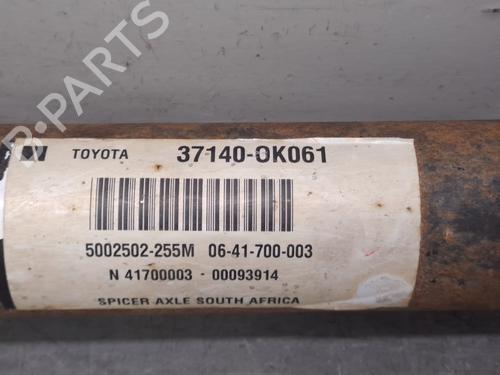 B-PARTS
TOYOTA 37140-0K061
5002502-255M 06-41-700-003
N 41700003 - 00093914
SPICER AXLE SOUTH AFRICA